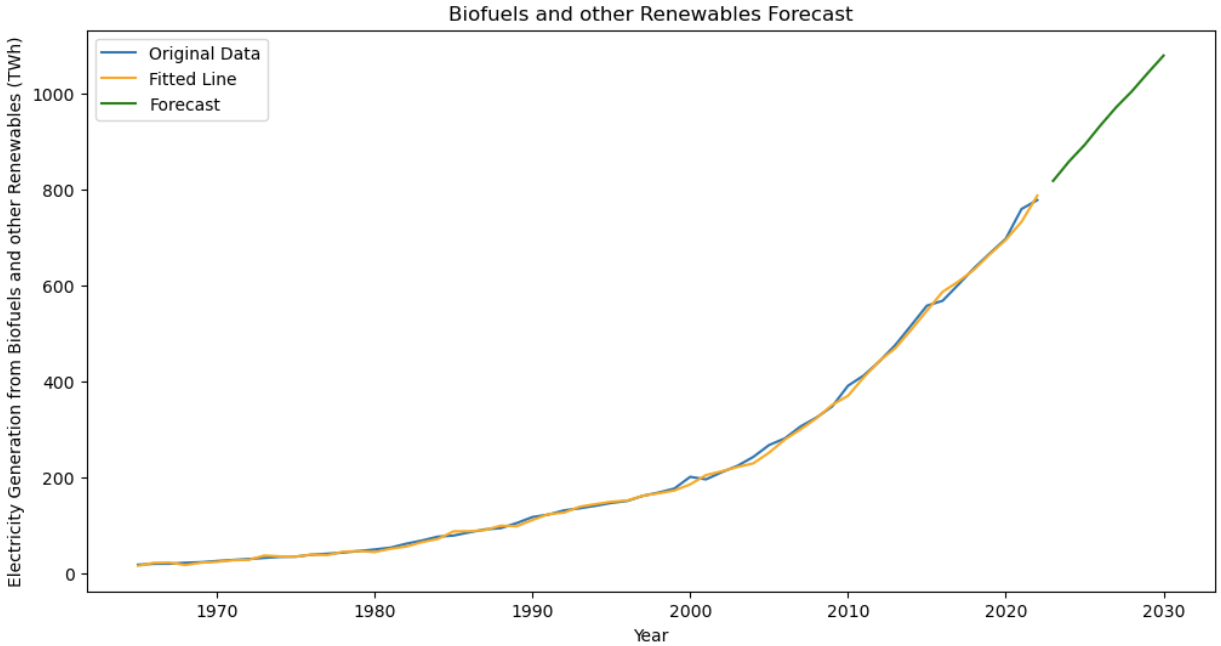 Biofuels and other Renewables Forecast
Electricity Generation from Biofuels and other Renewables (TWh)
Original Data
Fitted Line
Forecast
1000
800
600
400
200
0
1970
1980
1990
2000
2010
2020
2030
Year